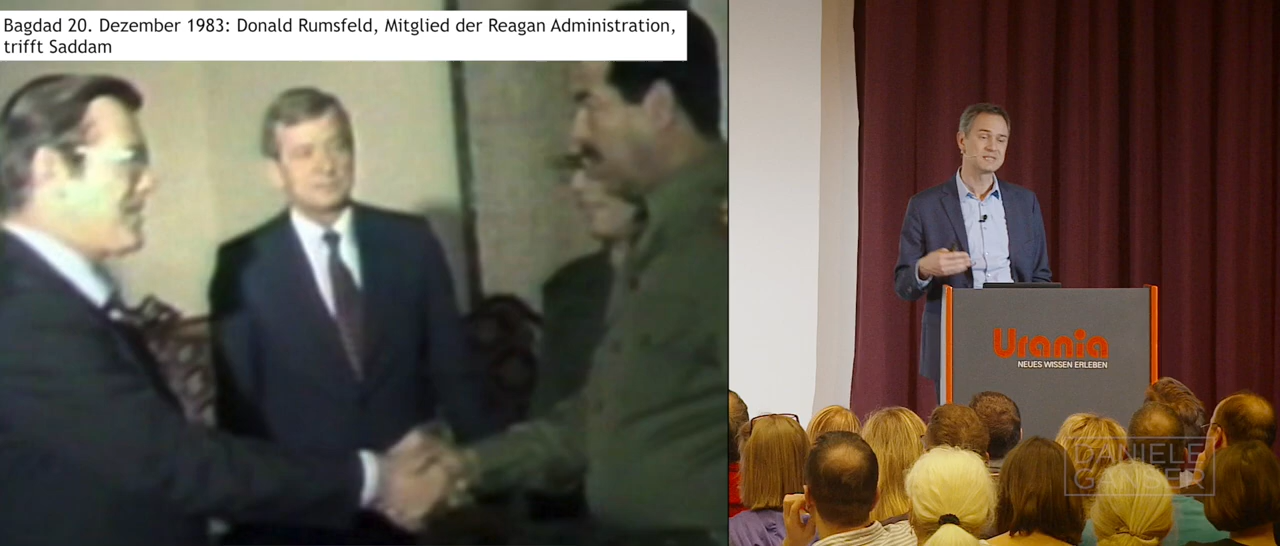 Bagdad 20. Dezember 1983: Donald Rumsfeld, Mitglied der Reagan Administration,
trifft Saddam
Urania
NEUES WISSEN ERLEBEN
DANIELE
GANSER